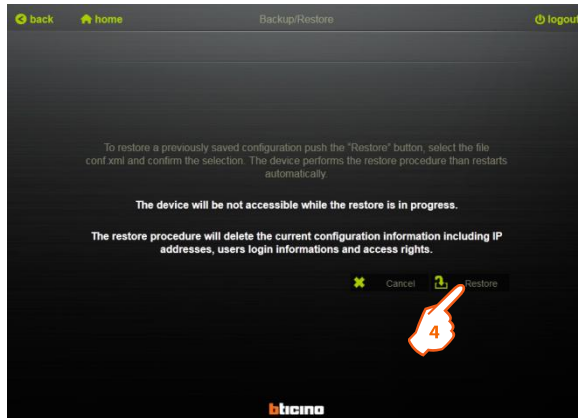 back home Backup/Restore logout
To restore a previously saved configuration push the "Restore" button, select the file
conf.xml and confirm the selection. The device performs the restore procedure than restarts
automatically.
The device will be not accessible while the restore is in progress.
The restore procedure will delete the current configuration information including IP
addresses, users login informations and access rights.
Cancel Restore
4
bticino